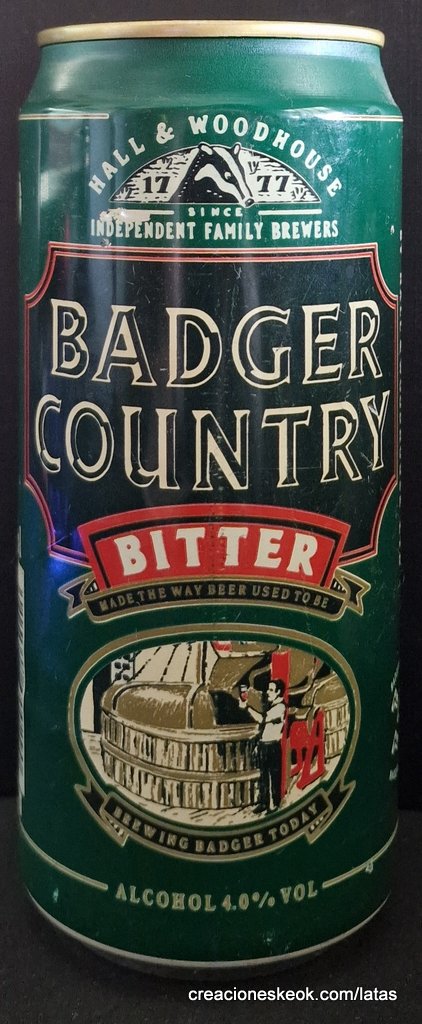 HALL & WOODHOUSE
17 77
SINCE
INDEPENDENT FAMILY BREWERS
BADGER
COUNTRY
BITTER
MADE THE WAY BEER USED TO BE
BREWING BADGER TODAY
ALCOHOL 4.0% VOL
creacioneskeok.com/latas